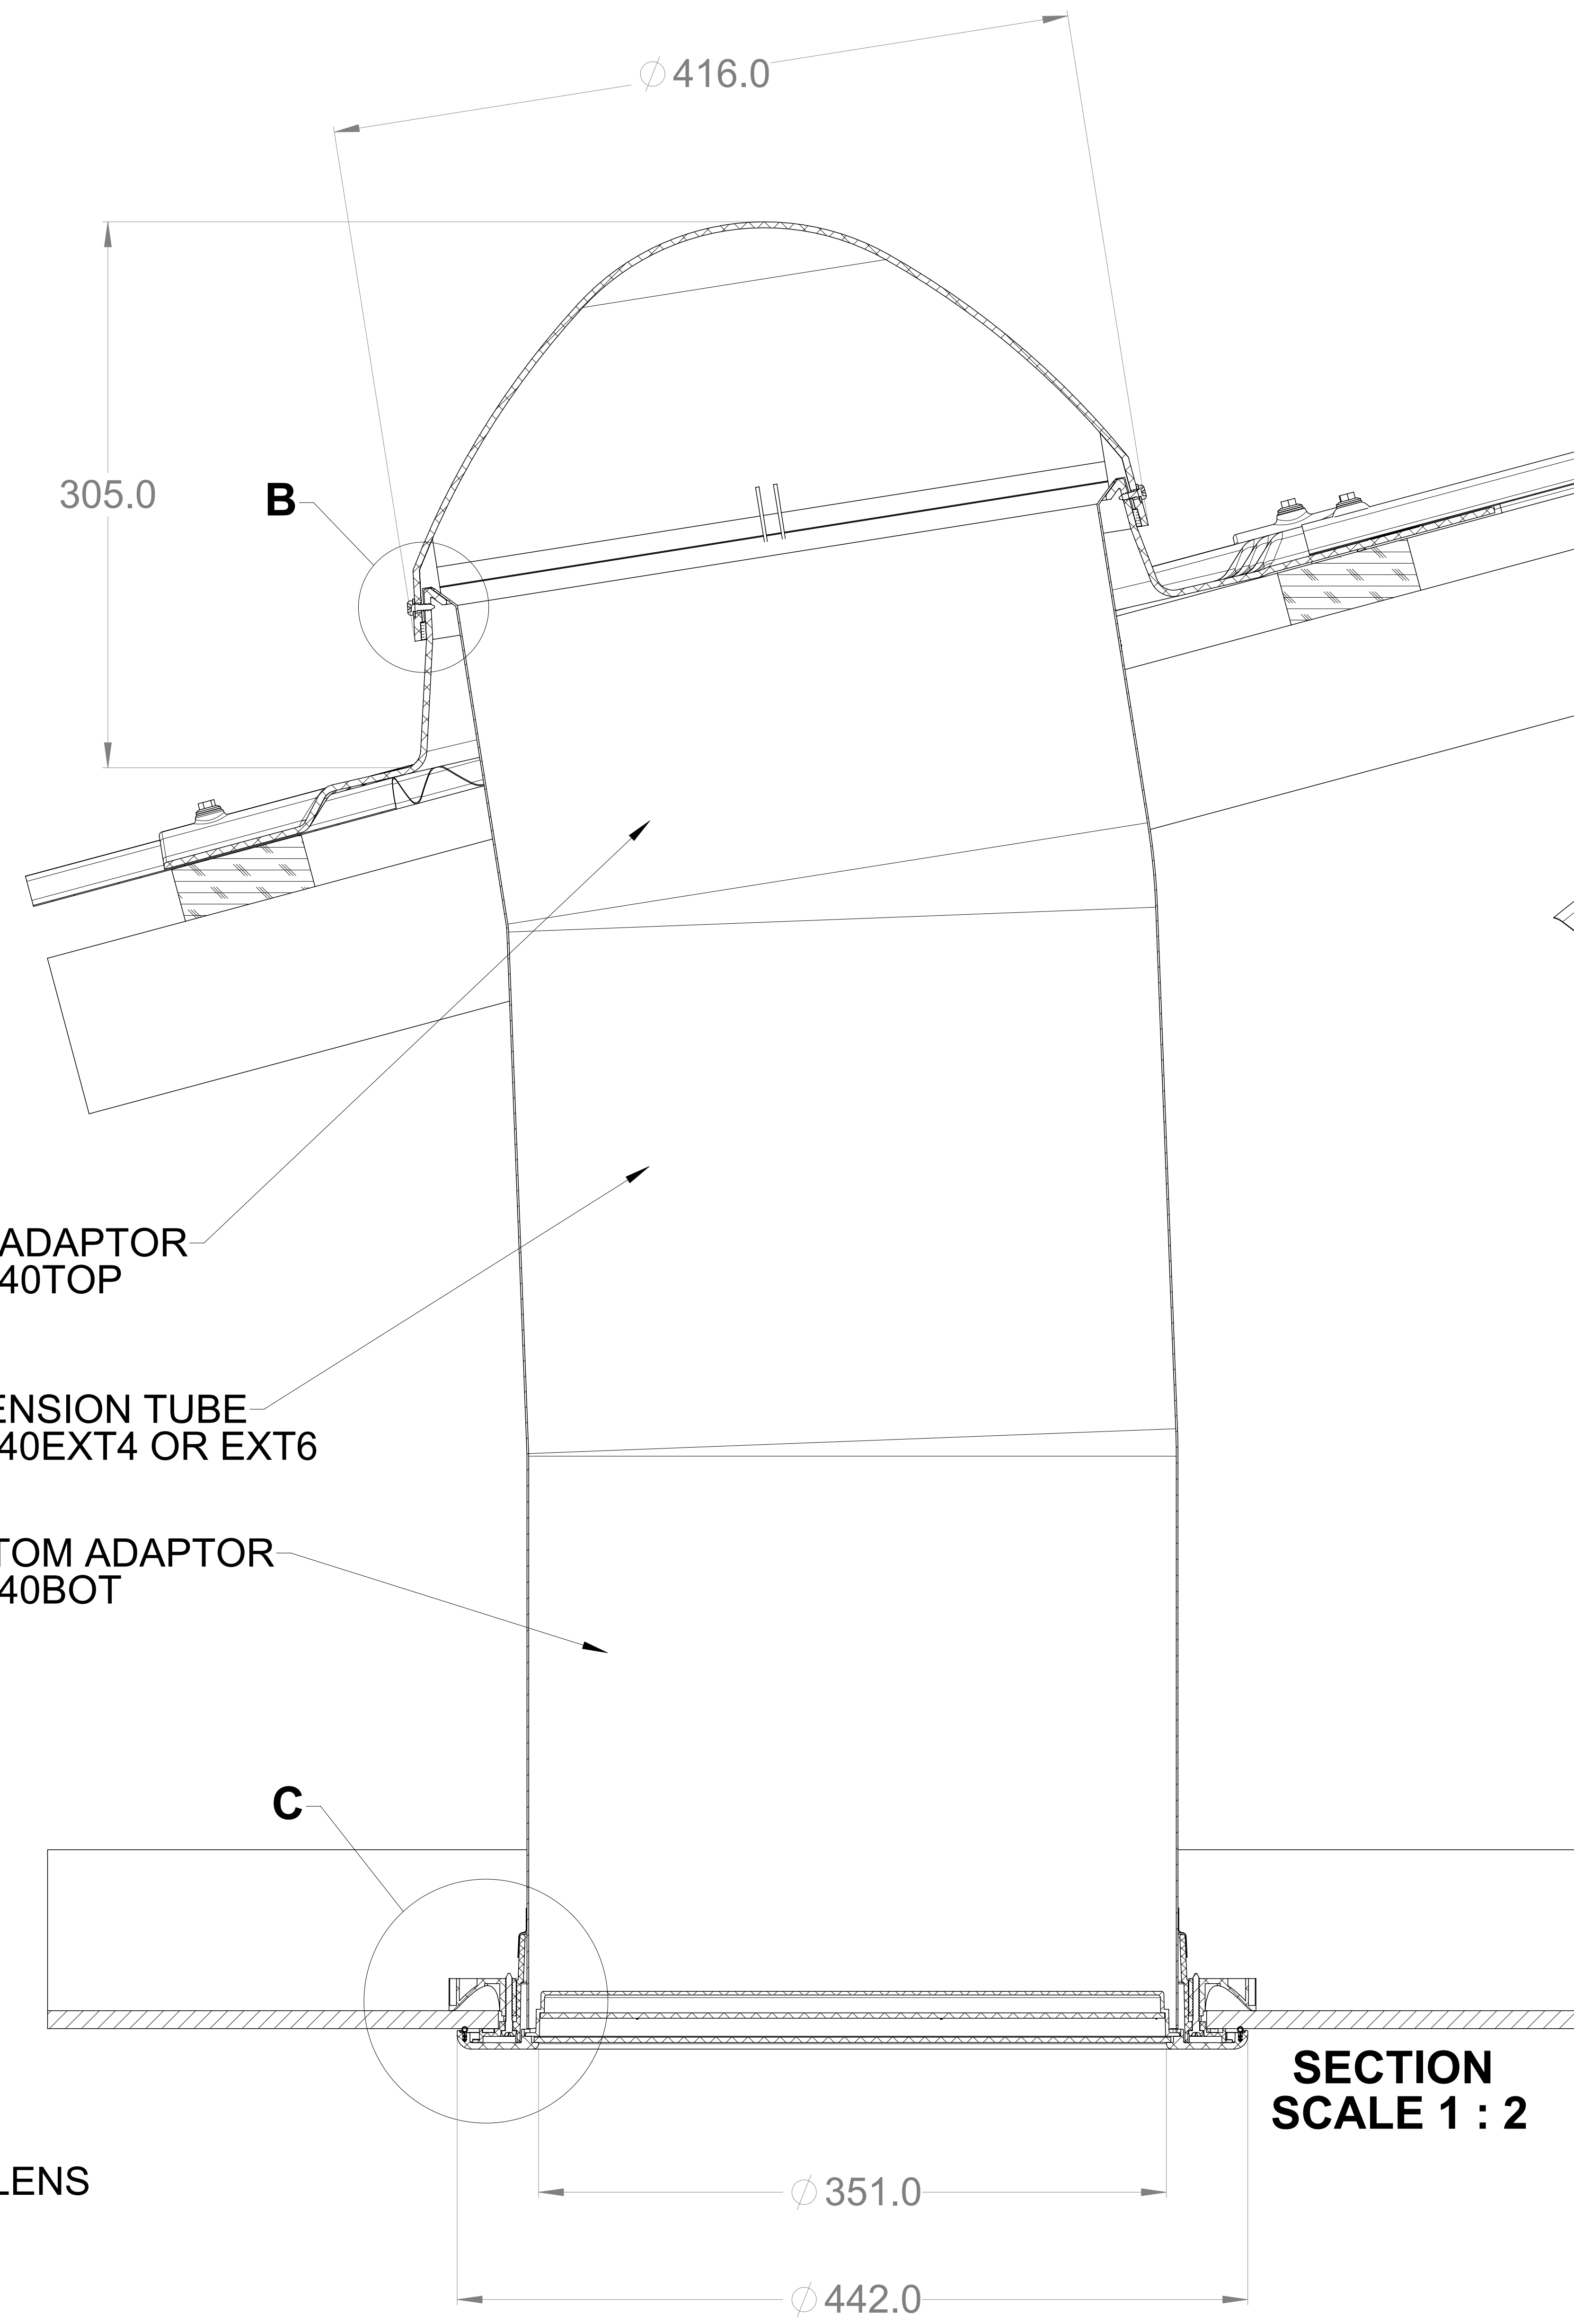 ⌀ 416.0
305.0
B
ADAPTOR
40TOP
ENSION TUBE
40EXT4 OR EXT6
TOM ADAPTOR
40BOT
C
SECTION
SCALE 1 : 2
LENS
⌀ 351.0
⌀ 442.0